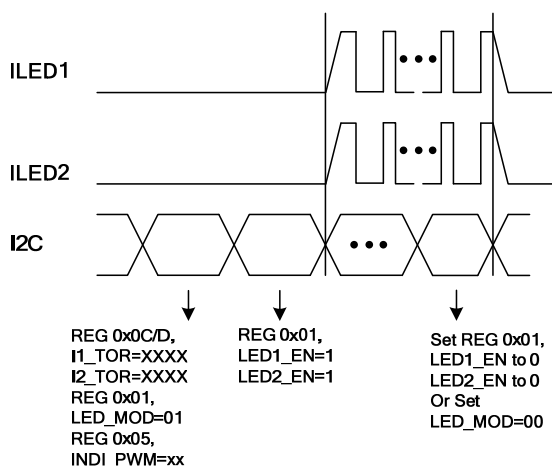 ILED1
ILED2
I2C
REG 0x0C/D,
I1_TOR=XXXX
I2_TOR=XXXX
REG 0x01,
LED_MOD=01
REG 0x05,
INDI_PWM=xx
REG 0x01,
LED1_EN=1
LED2_EN=1
Set REG 0x01,
LED1_EN to 0
LED2_EN to 0
Or Set
LED_MOD=00